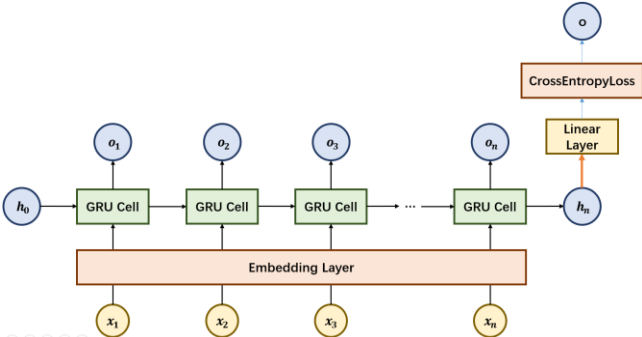 O
CrossEntropyLoss
Linear
Layer
o₁ o₂ o₃ oₙ
h₀ GRU Cell GRU Cell GRU Cell ... GRU Cell hₙ
Embedding Layer
x₁ x₂ x₃ xₙ